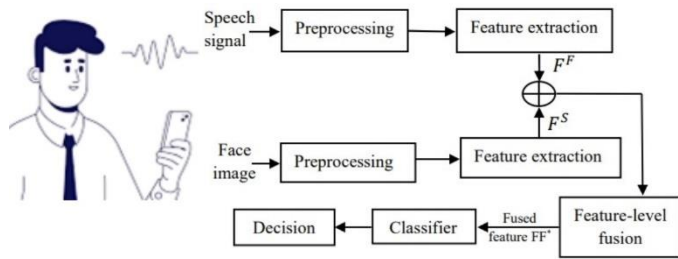 Speech
signal
Preprocessing
Feature extraction
F^F
F^S
Face
image
Preprocessing
Feature extraction
Decision
Classifier
Fused
feature FF*
Feature-level
fusion